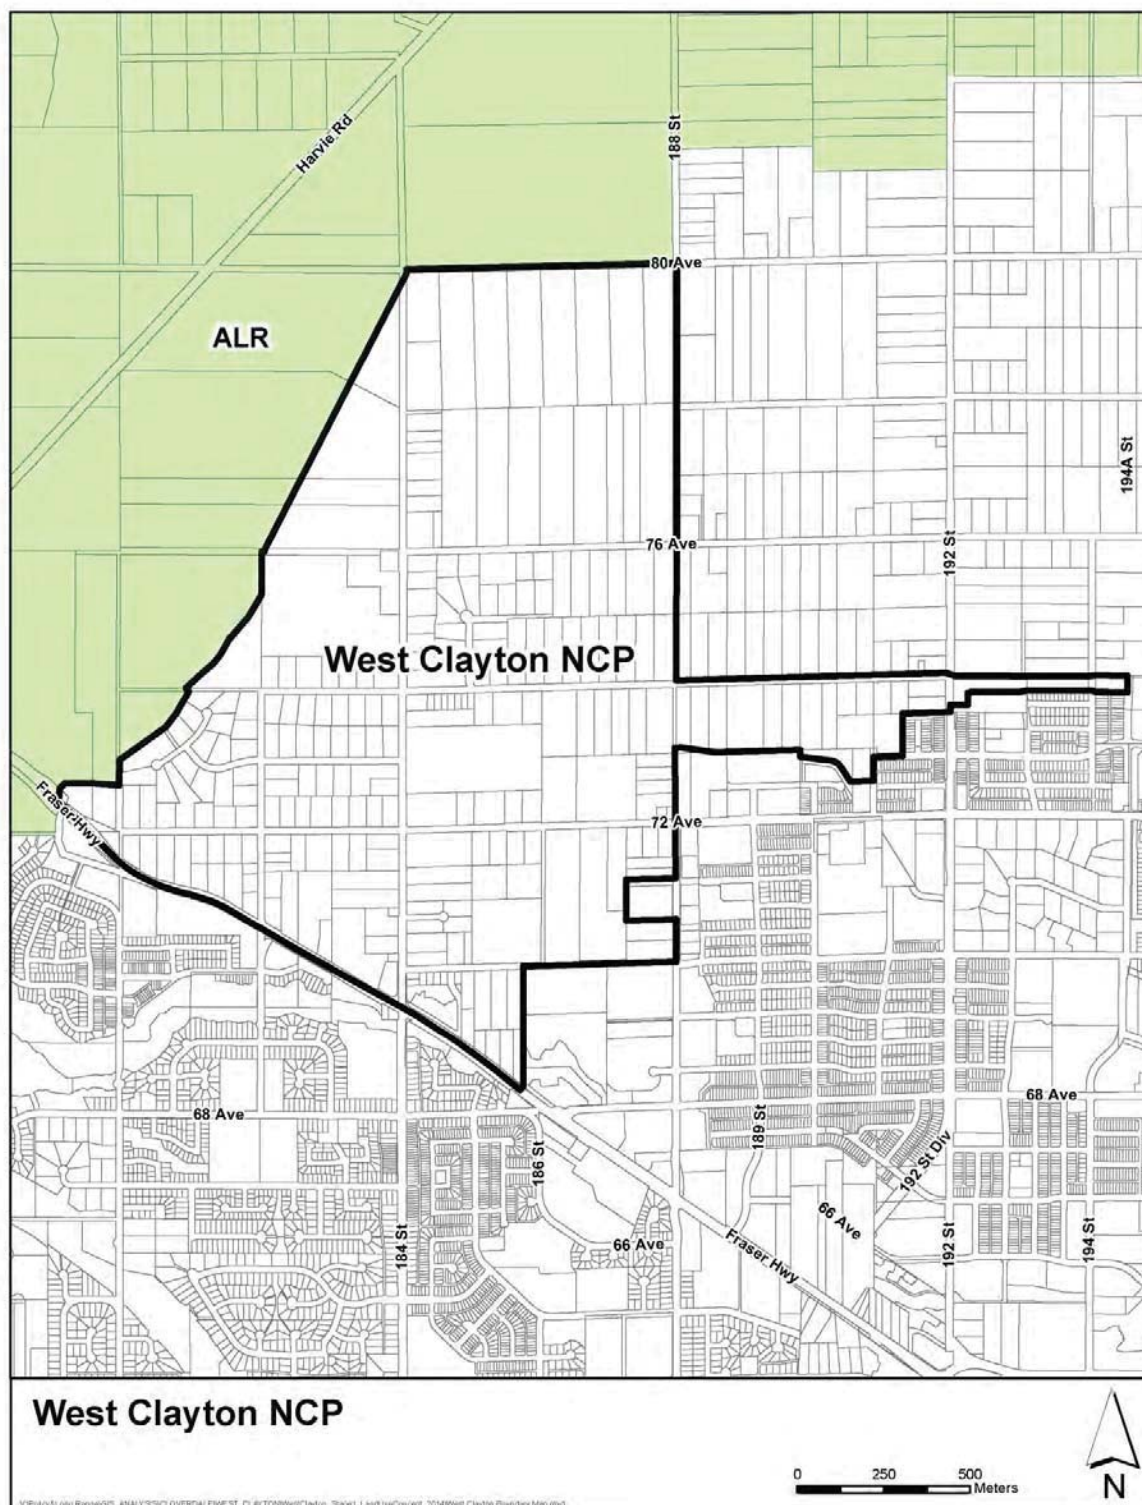 Harvie Rd
188 St
80 Ave
ALR
194A St
76 Ave
192 St
West Clayton NCP
Fraser Hwy
72 Ave
68 Ave
68 Ave
189 St
186 St
192 St Div
66 Ave
184 St
66 Ave
Fraser Hwy
192 St
194 St
West Clayton NCP
0 250 500
Meters
N